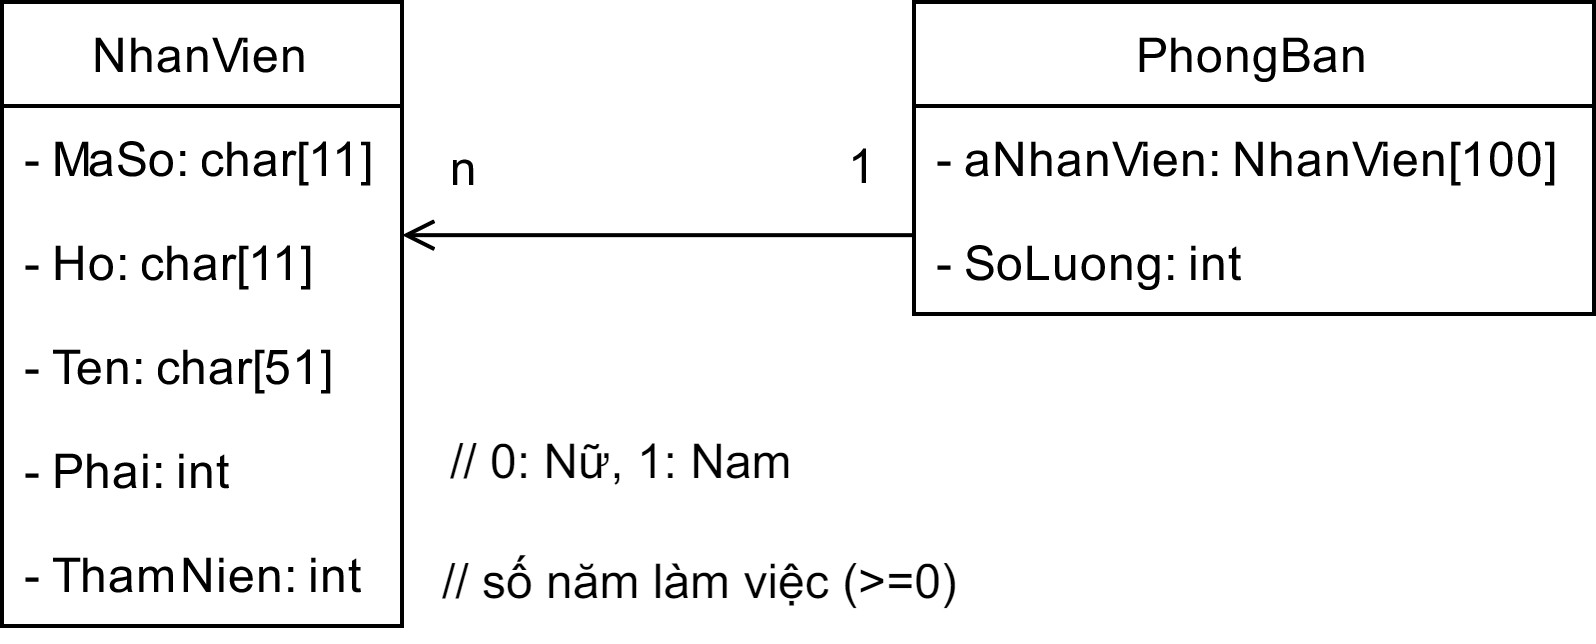 NhanVien
- MaSo: char[11]
- Ho: char[11]
- Ten: char[51]
- Phai: int
- ThamNien: int
n
1
PhongBan
- aNhanVien: NhanVien[100]
- SoLuong: int
// 0: Nữ, 1: Nam
// số năm làm việc (>=0)